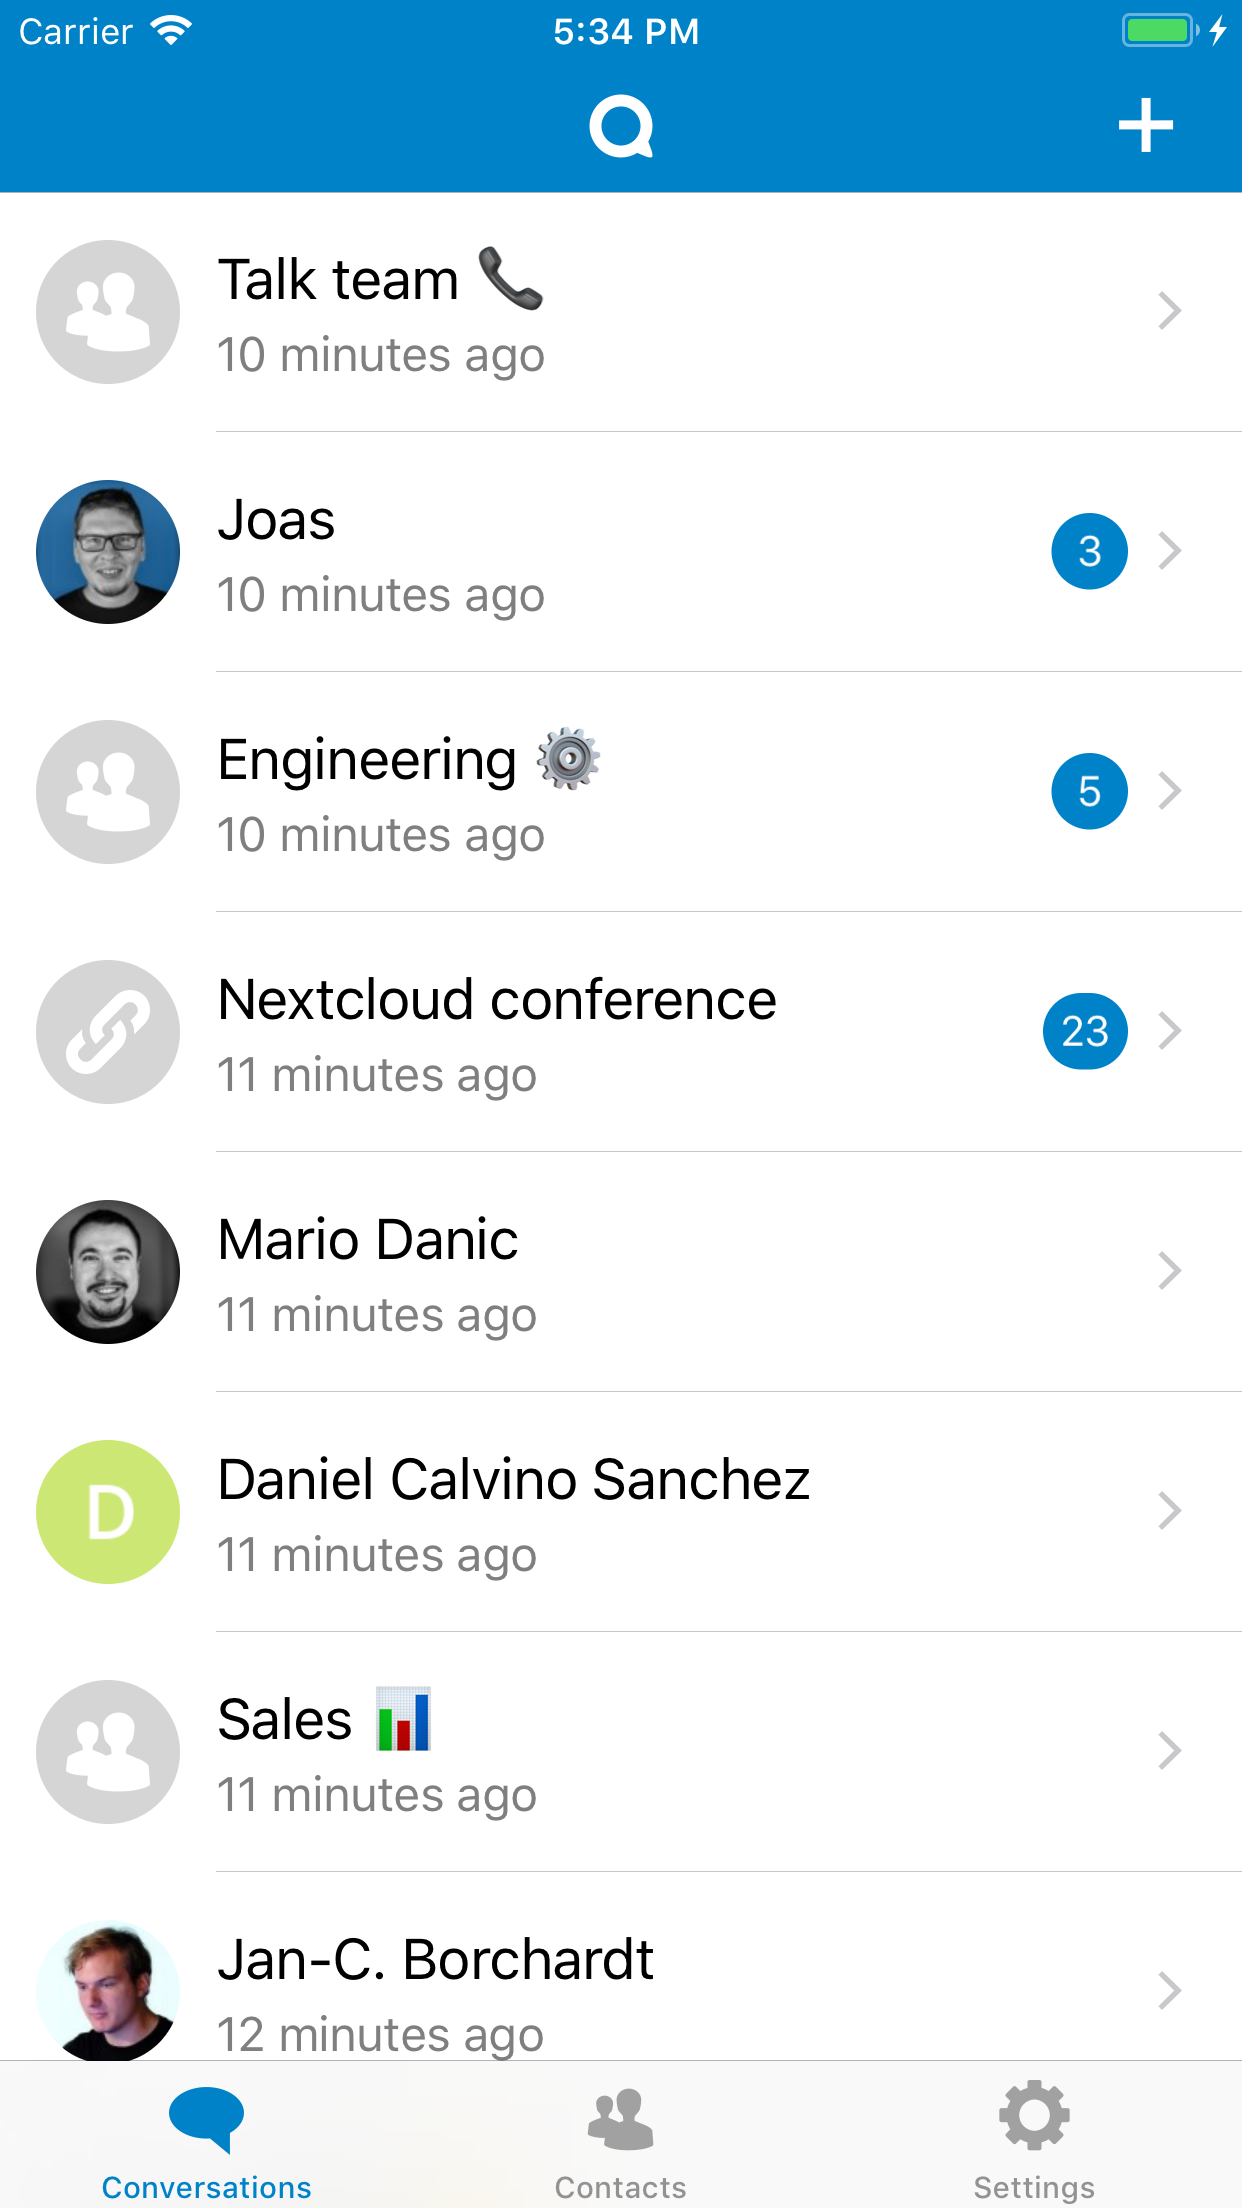 Carrier 5:34 PM
Talk team 📞
10 minutes ago
Joas
10 minutes ago
3
Engineering ⚙️
10 minutes ago
5
Nextcloud conference
11 minutes ago
23
Mario Danic
11 minutes ago
D
Daniel Calvino Sanchez
11 minutes ago
Sales 📊
11 minutes ago
Jan-C. Borchardt
12 minutes ago
Conversations Contacts Settings